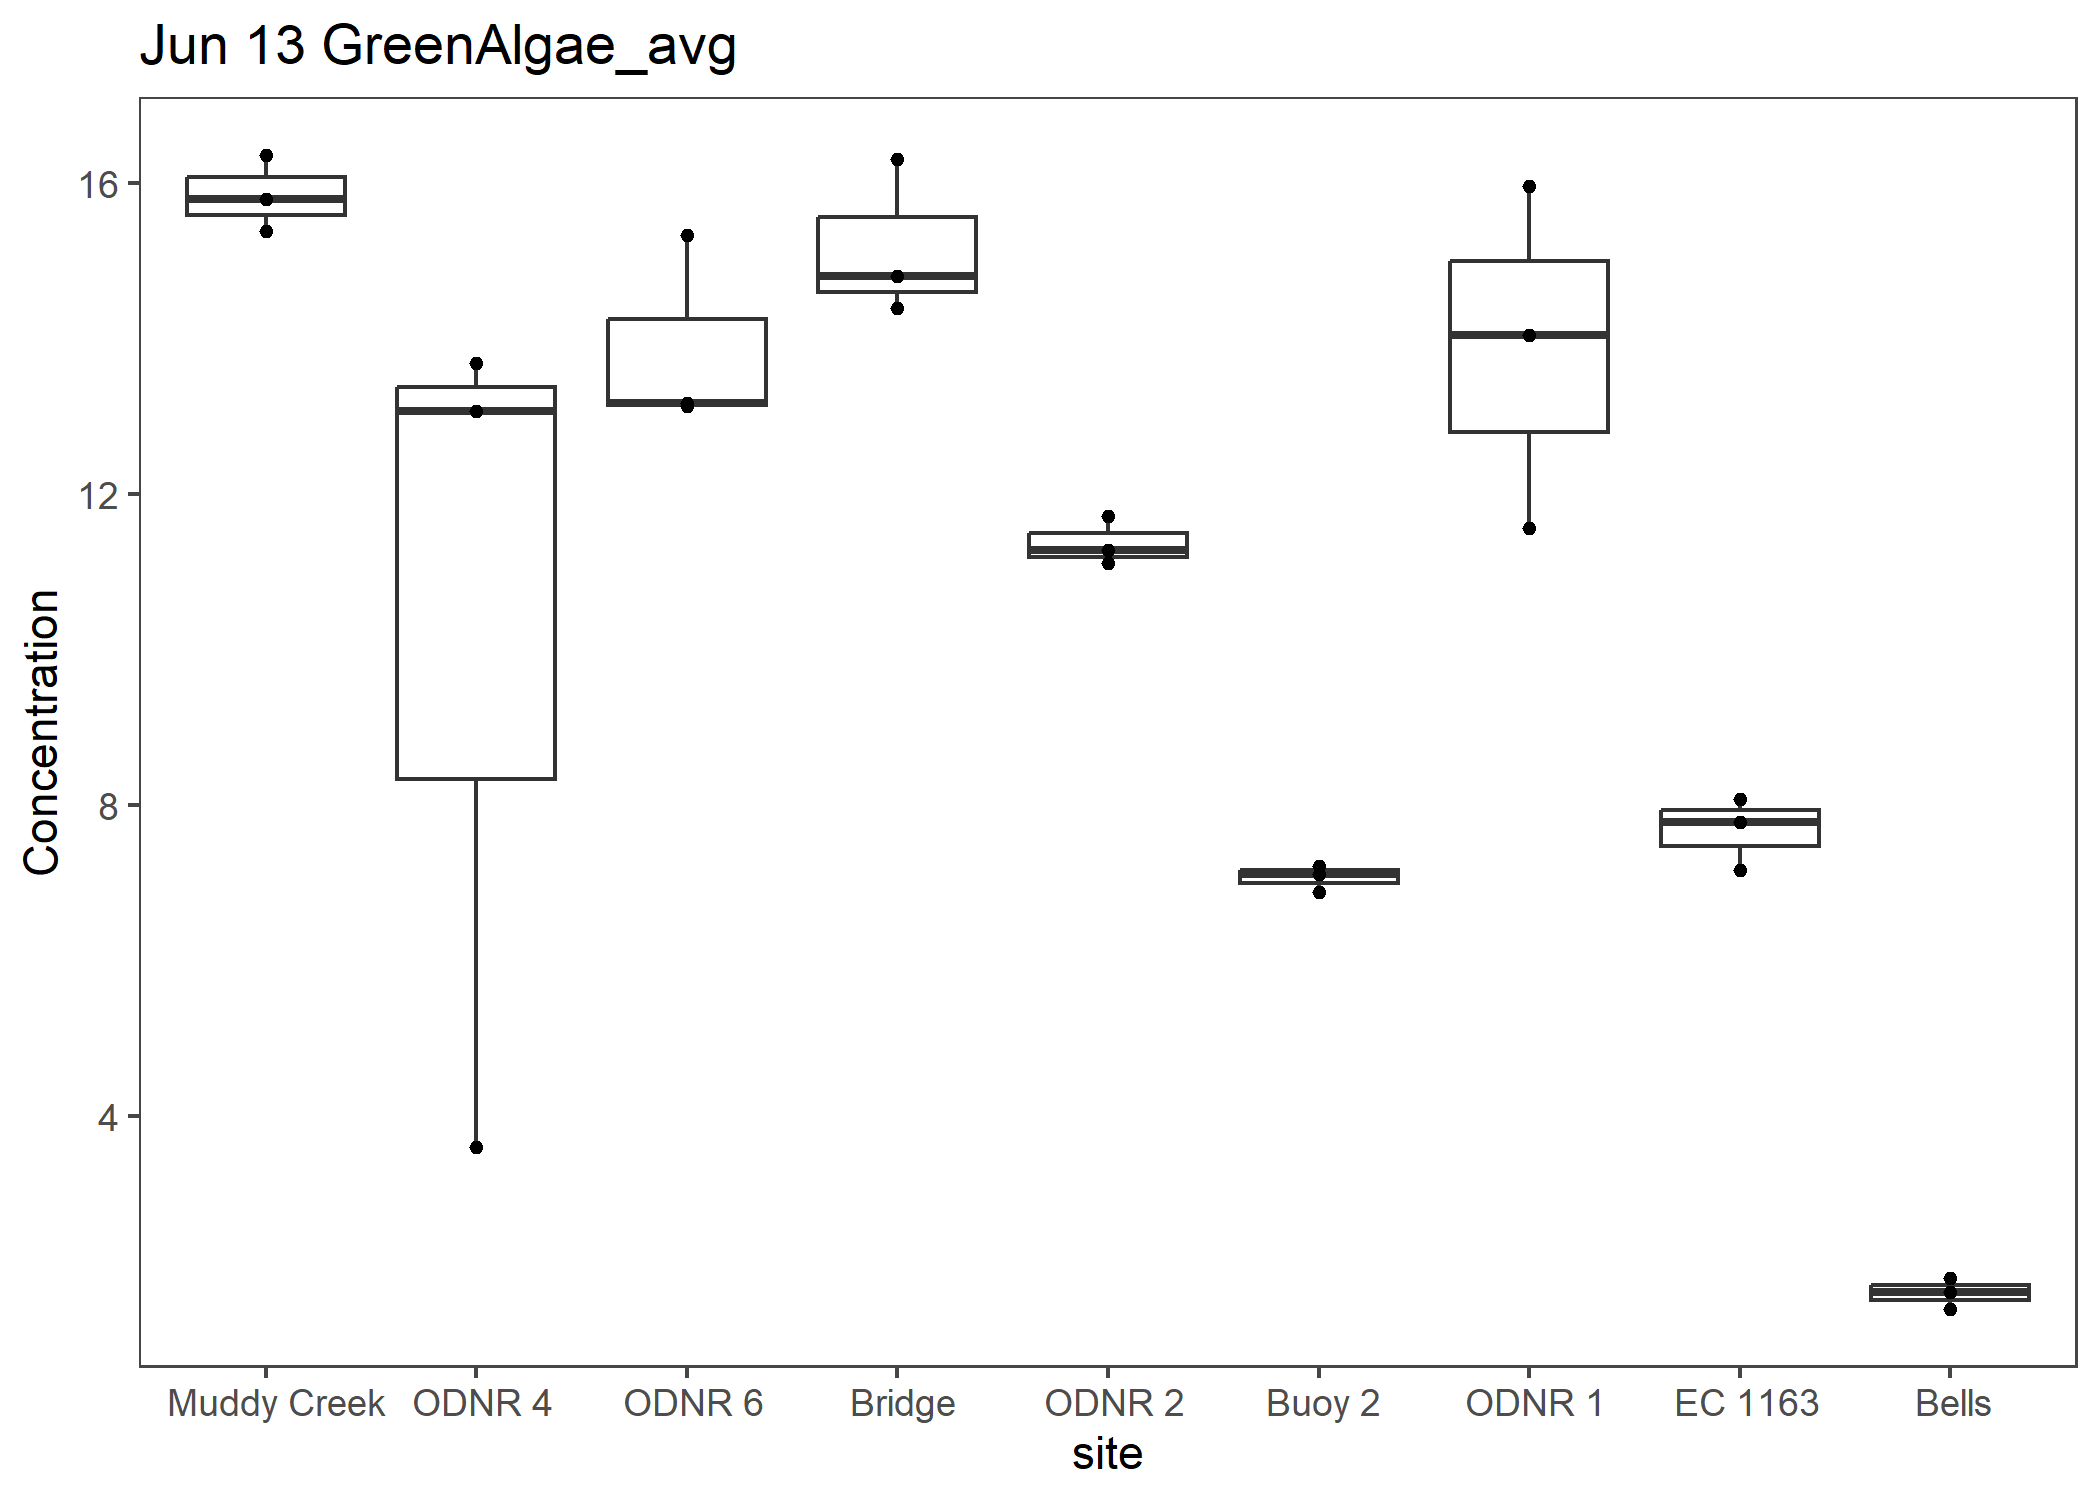 Jun 13 GreenAlgae_avg
Concentration
16
12
8
4
Muddy Creek ODNR 4 ODNR 6 Bridge ODNR 2 Buoy 2 ODNR 1 EC 1163 Bells
site